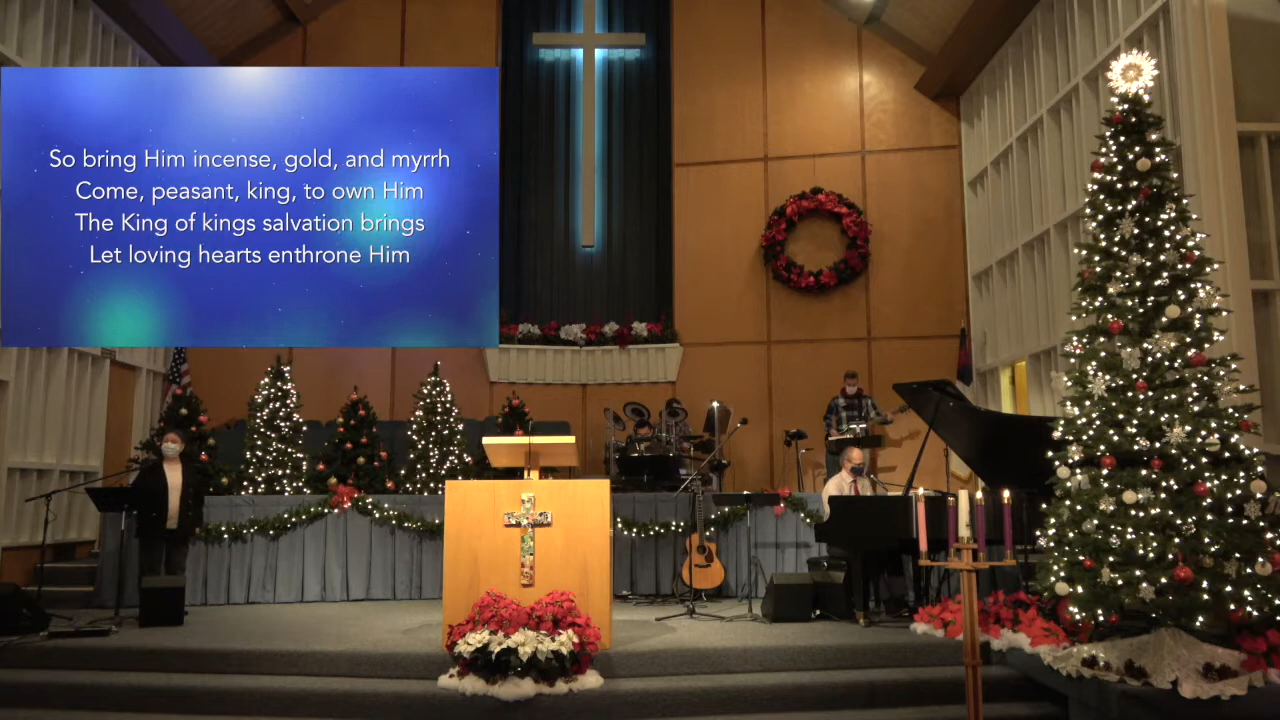 So bring Him incense, gold, and myrrh
Come, peasant, king, to own Him
The King of kings salvation brings
Let loving hearts enthrone Him